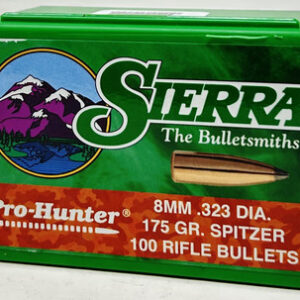 SIERRA
The Bulletsmiths
Pro-Hunter®
8MM .323 DIA.
175 GR. SPITZER
100 RIFLE BULLETS